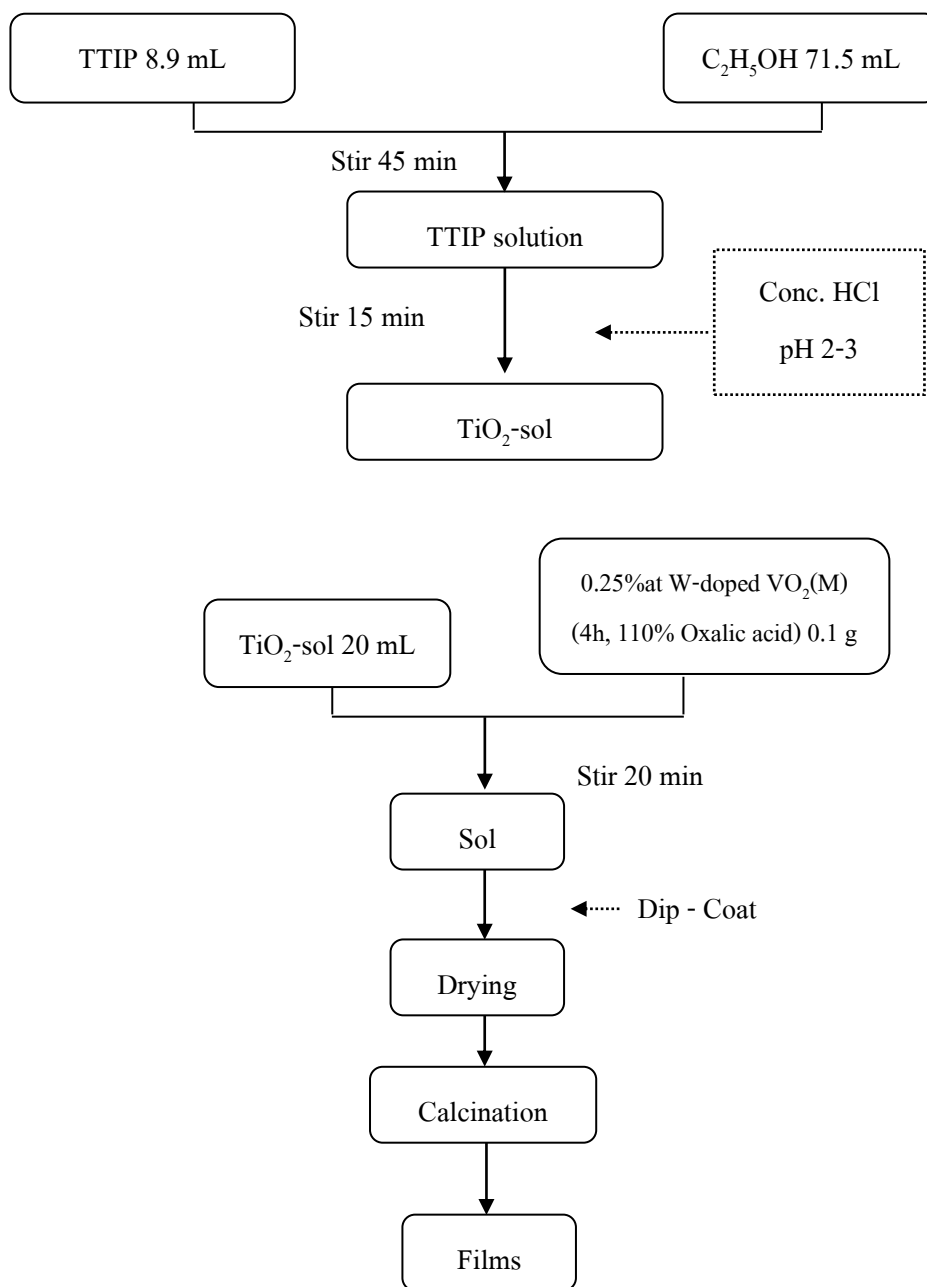 TTIP 8.9 mL
C₂H₅OH 71.5 mL
Stir 45 min
TTIP solution
Stir 15 min
Conc. HCl
pH 2-3
TiO₂-sol
TiO₂-sol 20 mL
0.25%at W-doped VO₂(M)
(4h, 110% Oxalic acid) 0.1 g
Stir 20 min
Sol
Dip - Coat
Drying
Calcination
Films